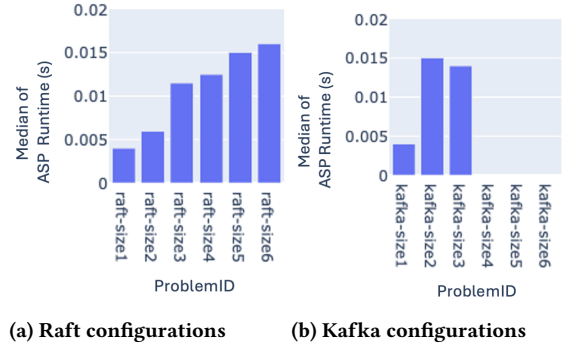 0.02
0.015
0.01
0.005
0
Median of
ASP Runtime (s)
raft-size1
raft-size2
raft-size3
raft-size4
raft-size5
raft-size6
ProblemID
(a) Raft configurations
0.02
0.015
0.01
0.005
0
Median of
ASP Runtime (s)
kafka-size1
kafka-size2
kafka-size3
kafka-size4
kafka-size5
kafka-size6
ProblemID
(b) Kafka configurations